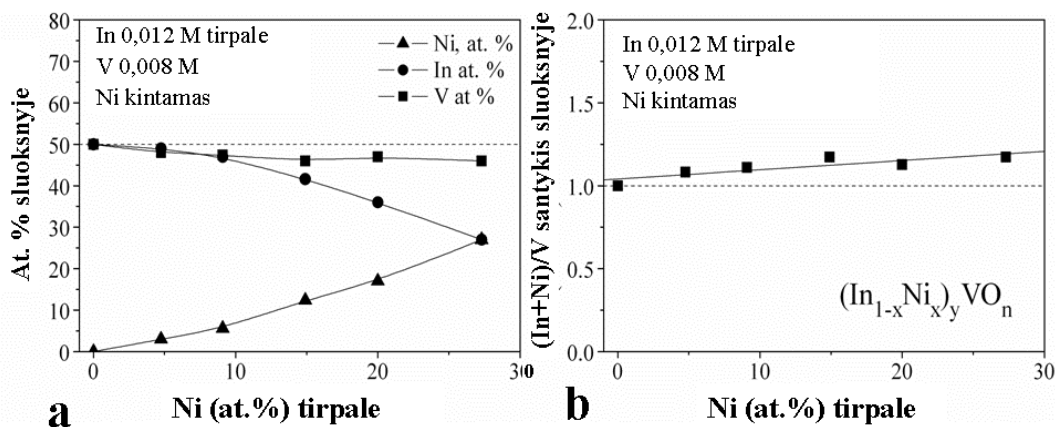 At. % sluoksnyje
80
70
60
50
40
30
20
10
0
In 0,012 M tirpale
V 0,008 M
Ni kintamas
Ni, at. %
In at. %
V at %
0
10
20
30
a
Ni (at.%) tirpale
(In+Ni)/V santykis sluoksnyje
2.0
1.5
1.0
0.5
0.0
In 0,012 M tirpale
V 0,008 M
Ni kintamas
(In1-xNix)yVOn
0
10
20
30
b
Ni (at.%) tirpale